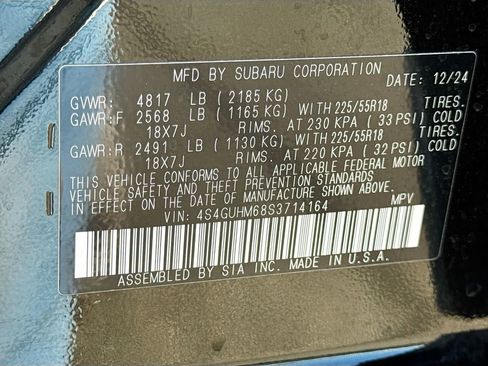 MFD BY SUBARU CORPORATION
DATE: 12/24
GVWR: 4817 LB (2185 KG)
GAWR:F 2568 LB (1165 KG) WITH 225/55R18 TIRES.
18X7J RIMS. AT 230 KPA (33 PSI) COLD
GAWR:R 2491 LB (1130 KG) WITH 225/55R18 TIRES.
18X7J RIMS. AT 220 KPA (32 PSI) COLD
THIS VEHICLE CONFORMS TO ALL APPLICABLE FEDERAL MOTOR
VEHICLE SAFETY AND THEFT PREVENTION STANDARDS
IN EFFECT ON THE DATE OF MANUFACTURE SHOWN ABOVE.
VIN: 4S4GUHM68S3714164 MPV
ASSEMBLED BY SIA INC. MADE IN U.S.A.